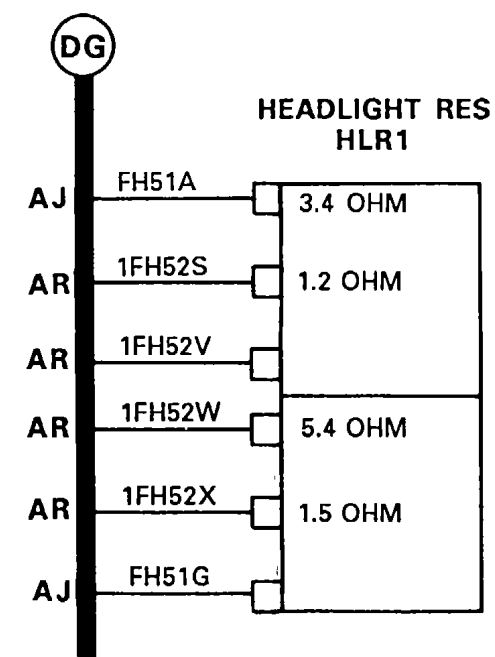 DG
HEADLIGHT RES
HLR1
AJ FH51A 3.4 OHM
AR 1FH52S 1.2 OHM
AR 1FH52V
AR 1FH52W 5.4 OHM
AR 1FH52X 1.5 OHM
AJ FH51G